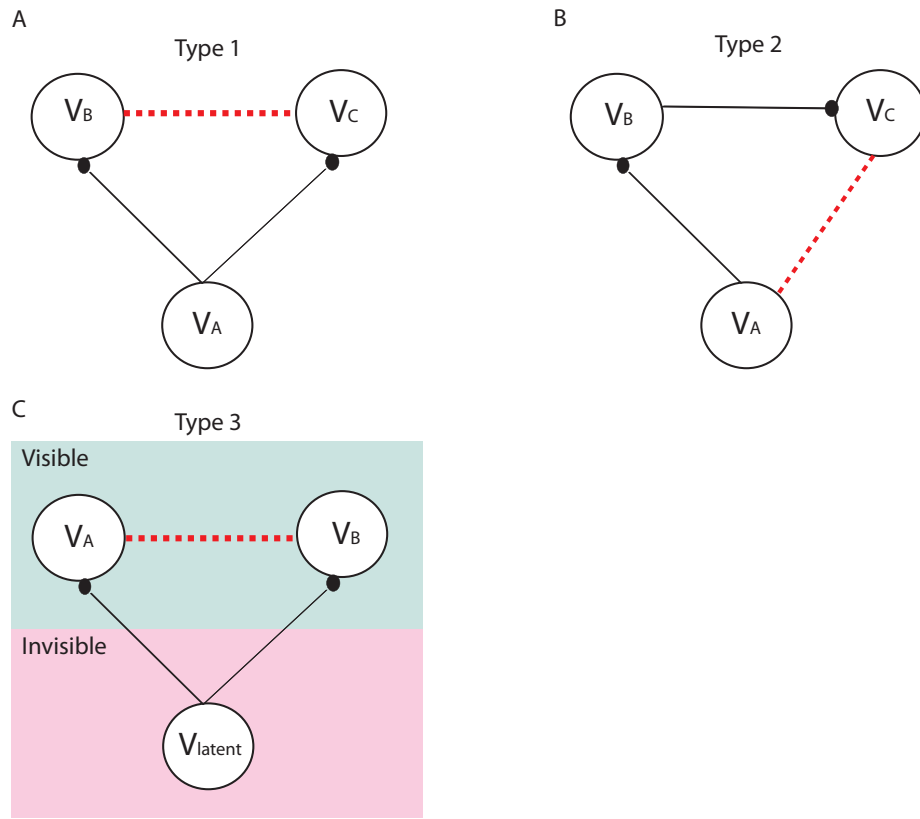 A
Type 1
VB
VC
VA
B
Type 2
VB
VC
VA
C
Type 3
Visible
VA
VB
Invisible
Vlatent